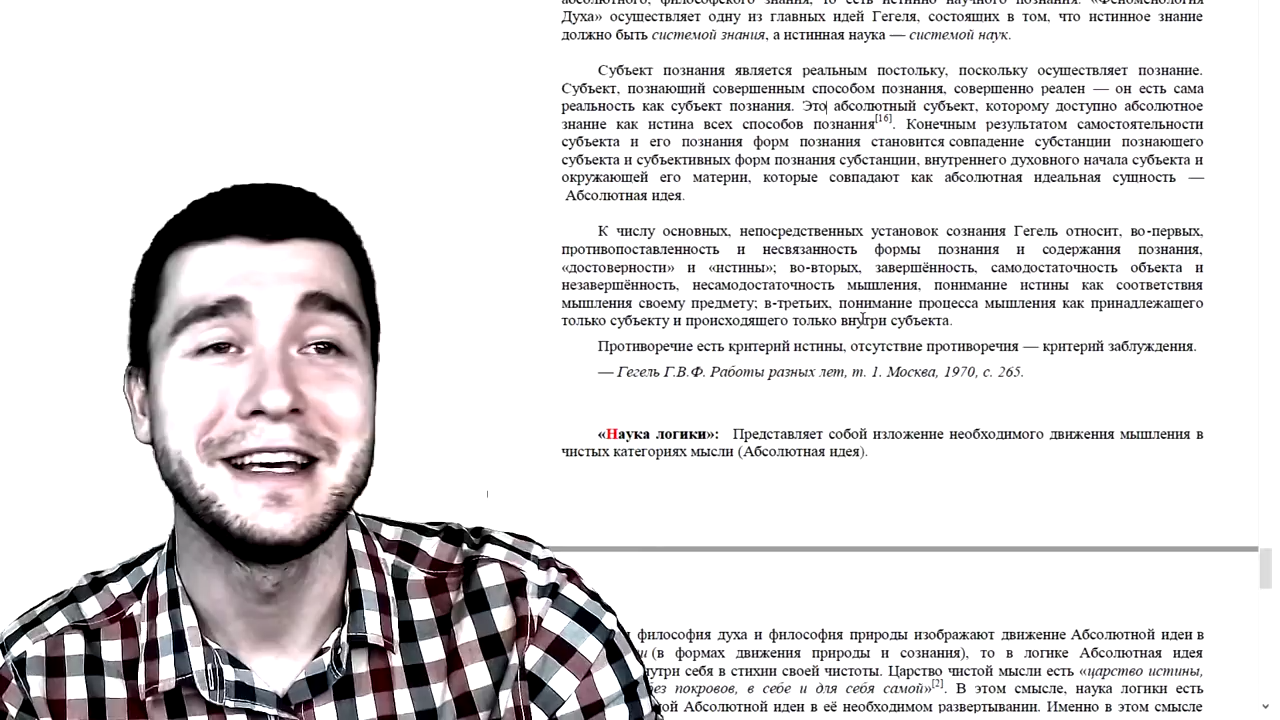 абсолютного, философского знания, то есть истинно научного познания. «Феноменология
Духа» осуществляет одну из главных идей Гегеля, состоящих в том, что истинное знание
должно быть системой знания, а истинная наука — системой наук.
Субъект познания является реальным постольку, поскольку осуществляет познание.
Субъект, познающий совершенным способом познания, совершенно реален — он есть сама
реальность как субъект познания. Это абсолютный субъект, которому доступно абсолютное
знание как истина всех способов познания[16]. Конечным результатом самостоятельности
субъекта и его познания форм познания становится совпадение субстанции познающего
субъекта и субъективных форм познания субстанции, внутреннего духовного начала субъекта и
окружающей его материи, которые совпадают как абсолютная идеальная сущность —
Абсолютная идея.
К числу основных, непосредственных установок сознания Гегель относит, во-первых,
противопоставленность и несвязанность формы познания и содержания познания,
«достоверности» и «истины»; во-вторых, завершённость, самодостаточность объекта и
незавершённость, несамодостаточность мышления, понимание истины как соответствия
мышления своему предмету; в-третьих, понимание процесса мышления как принадлежащего
только субъекту и происходящего только внутри субъекта.
Противоречие есть критерий истины, отсутствие противоречия — критерий заблуждения.
— Гегель Г.В.Ф. Работы разных лет, т. 1. Москва, 1970, с. 265.
«Наука логики»: Представляет собой изложение необходимого движения мышления в
чистых категориях мысли (Абсолютная идея).
философия духа и философия природы изображают движение Абсолютной идеи в
(в формах движения природы и сознания), то в логике Абсолютная идея
себя в стихии своей чистоты. Царство чистой мысли есть «царство истины,
покровов, в себе и для себя самой»[2]. В этом смысле, наука логики есть
Абсолютной идеи в её необходимом развертывании. Именно в этом смысле